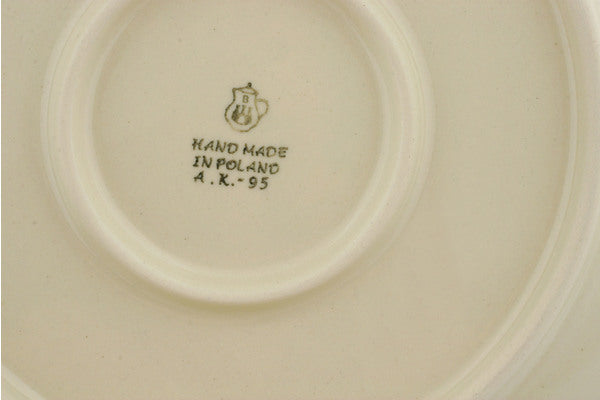 B
HAND MADE
IN POLAND
A.K.-95